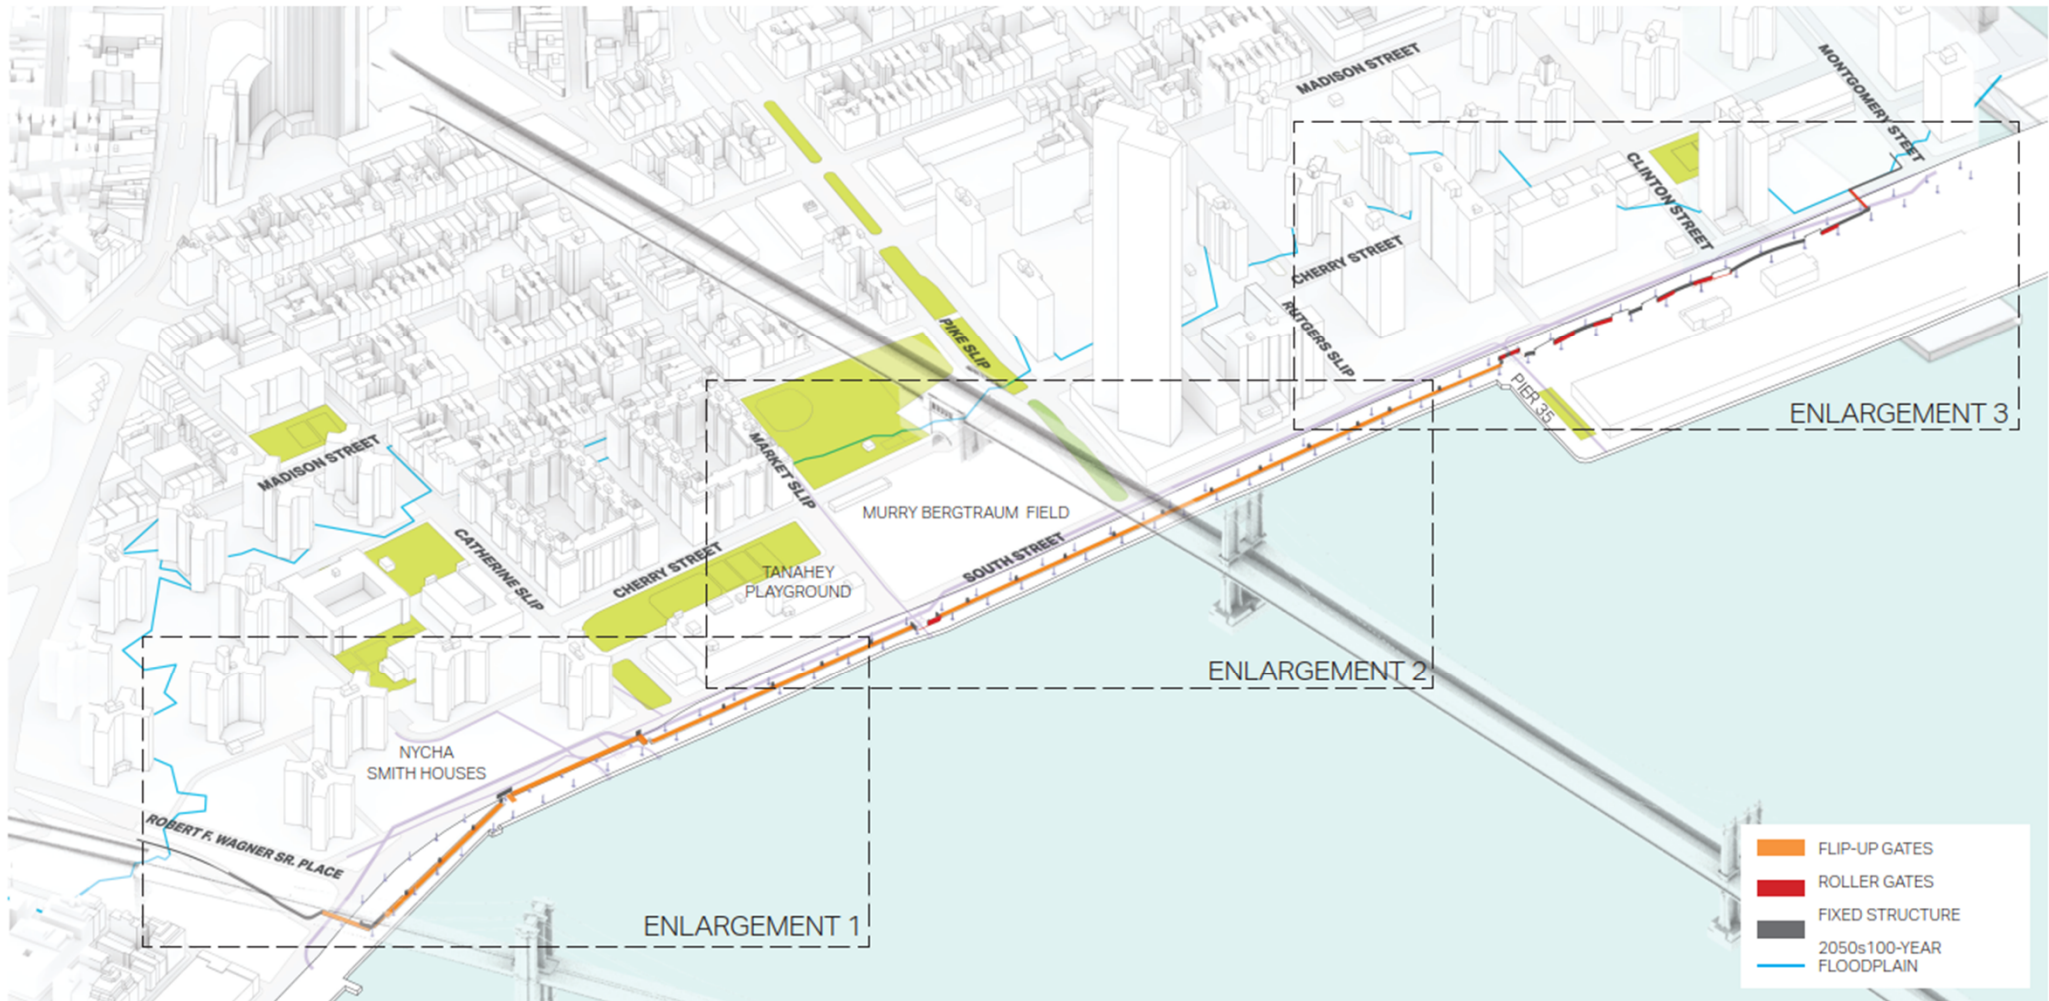 MADISON STREET
MONTGOMERY STREET
CLINTON STREET
CHERRY STREET
RUTGERS SLIP
PIKE SLIP
PIER 35
ENLARGEMENT 3
MADISON STREET
MARKET SLIP
MURRY BERGTRAUM FIELD
CATHERINE SLIP
CHERRY STREET
SOUTH STREET
TANAHEY
PLAYGROUND
ENLARGEMENT 2
NYCHA
SMITH HOUSES
ROBERT F. WAGNER SR. PLACE
ENLARGEMENT 1
FLIP-UP GATES
ROLLER GATES
FIXED STRUCTURE
2050s100-YEAR
FLOODPLAIN